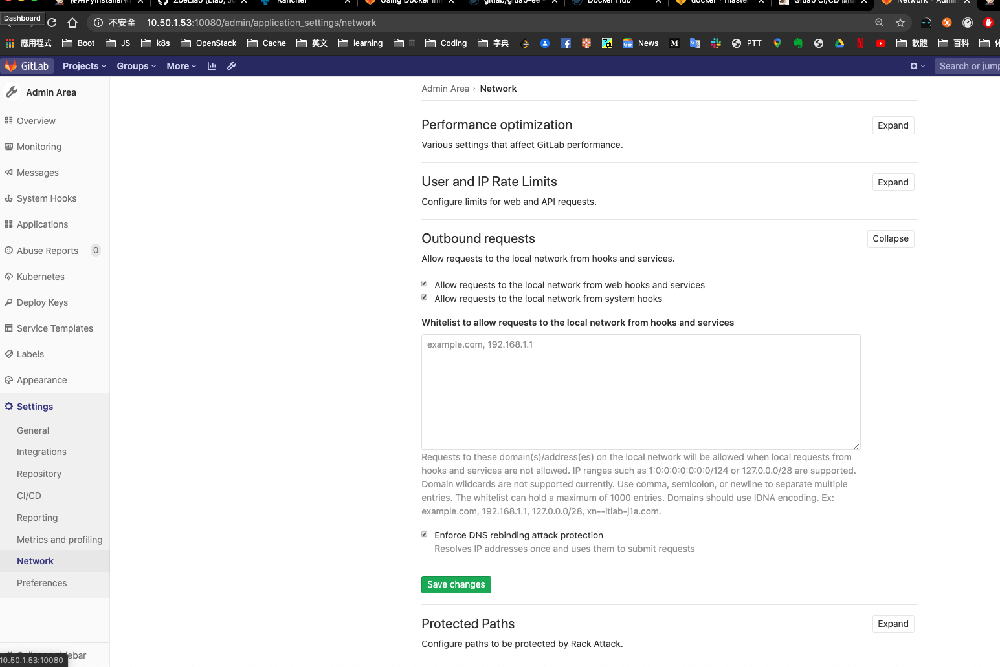 Rancher
Using Docker
gitlab/gitlab-ee
Docker Hub
docker · master
Gitlab CI/CD
Network · Admin
Dashboard
不安全 10.50.1.53:10080/admin/application_settings/network
應用程式 Boot JS k8s OpenStack Cache 英文 learning iii Coding 字典 News M PTT 軟體 百科
GitLab Projects Groups More Search or jump
Admin Area
Overview
Monitoring
Messages
System Hooks
Applications
Abuse Reports 0
Kubernetes
Deploy Keys
Service Templates
Labels
Appearance
Settings
General
Integrations
Repository
CI/CD
Reporting
Metrics and profiling
Network
Preferences
10.50.1.53:10080
Admin Area › Network
Performance optimization
Expand
Various settings that affect GitLab performance.
User and IP Rate Limits
Expand
Configure limits for web and API requests.
Outbound requests
Collapse
Allow requests to the local network from hooks and services.
Allow requests to the local network from web hooks and services
Allow requests to the local network from system hooks
Whitelist to allow requests to the local network from hooks and services
example.com, 192.168.1.1
Requests to these domain(s)/address(es) on the local network will be allowed when local requests from
hooks and services are not allowed. IP ranges such as 1:0:0:0:0:0:0:0/124 or 127.0.0.0/28 are supported.
Domain wildcards are not supported currently. Use comma, semicolon, or newline to separate multiple
entries. The whitelist can hold a maximum of 1000 entries. Domains should use IDNA encoding. Ex:
example.com, 192.168.1.1, 127.0.0.0/28, xn--itlab-j1a.com.
Enforce DNS rebinding attack protection
Resolves IP addresses once and uses them to submit requests
Save changes
Protected Paths
Expand
Configure paths to be protected by Rack Attack.